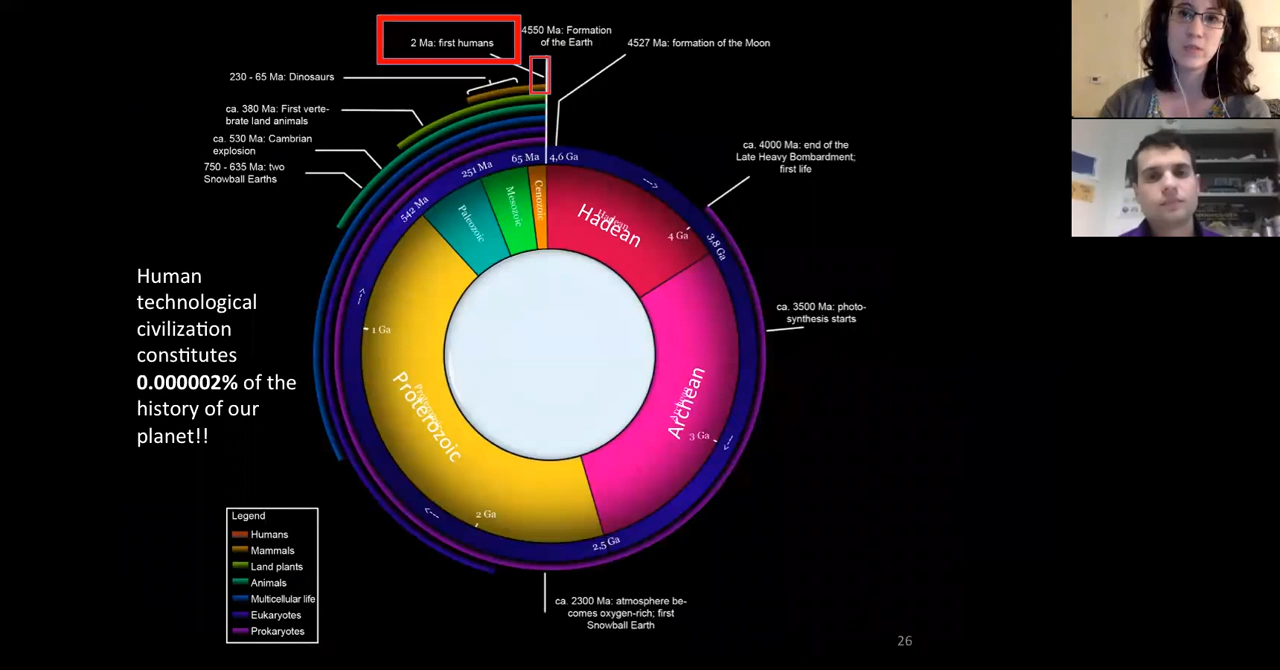 2 Ma: first humans
4550 Ma: Formation
of the Earth
4527: formation of the Moon
230 - 65 Ma: Dinosaurs
ca. 380 Ma: First verte-
brate land animals
ca. 530 Ma: Cambrian
explosion
750 - 635 Ma: two
Snowball Earths
ca. 4000 Ma: end of the
Late Heavy Bombardment;
first life
ca. 3500 Ma: photo-
synthesis starts
ca. 2300 Ma: atmosphere be-
comes oxygen-rich; first
Snowball Earth
4,6 Ga
4 Ga
3,8 Ga
3 Ga
2,5 Ga
2 Ga
1 Ga
542 Ma
251 Ma
65 Ma
Hadean
Hadean
Archean
Archean
Proterozoic
Proterozoic
Paleozoic
Mesozoic
Cenozoic
Human
technological
civilization
constitutes
0.000002% of the
history of our
planet!!
Legend
Humans
Mammals
Land plants
Animals
Multicellular life
Eukaryotes
Prokaryotes
26